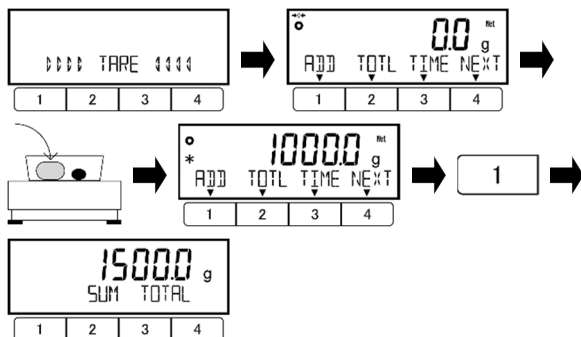 TARE
1 2 3 4
→0← Net
0.0 g
ADD TOTL TIME NEXT
1 2 3 4
Net
* 1000.0 g
ADD TOTL TIME NEXT
1 2 3 4
1
1500.0 g
SUM TOTAL
1 2 3 4